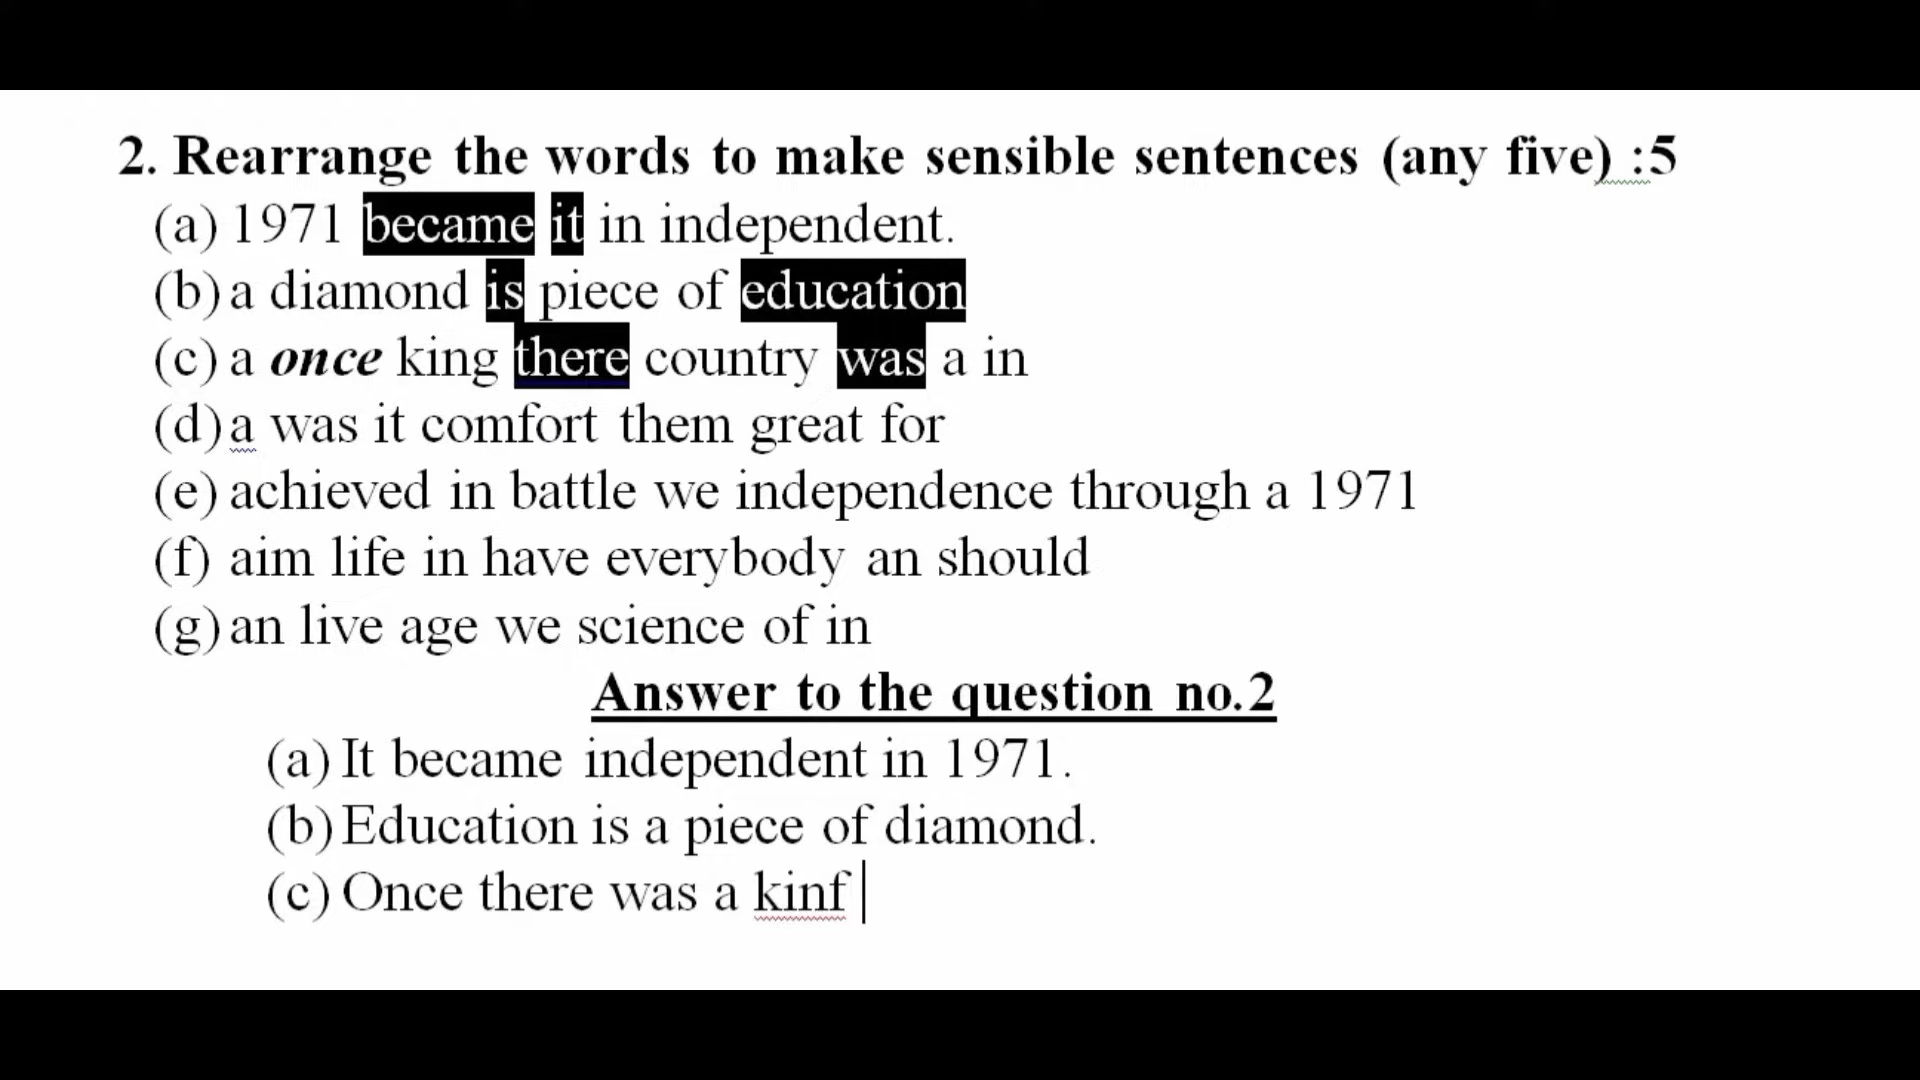 2. Rearrange the words to make sensible sentences (any five) :5
(a) 1971 became it in independent.
(b) a diamond is piece of education
(c) a once king there country was a in
(d) a was it comfort them great for
(e) achieved in battle we independence through a 1971
(f) aim life in have everybody an should
(g) an live age we science of in
Answer to the question no.2
(a) It became independent in 1971.
(b) Education is a piece of diamond.
(c) Once there was a kinf